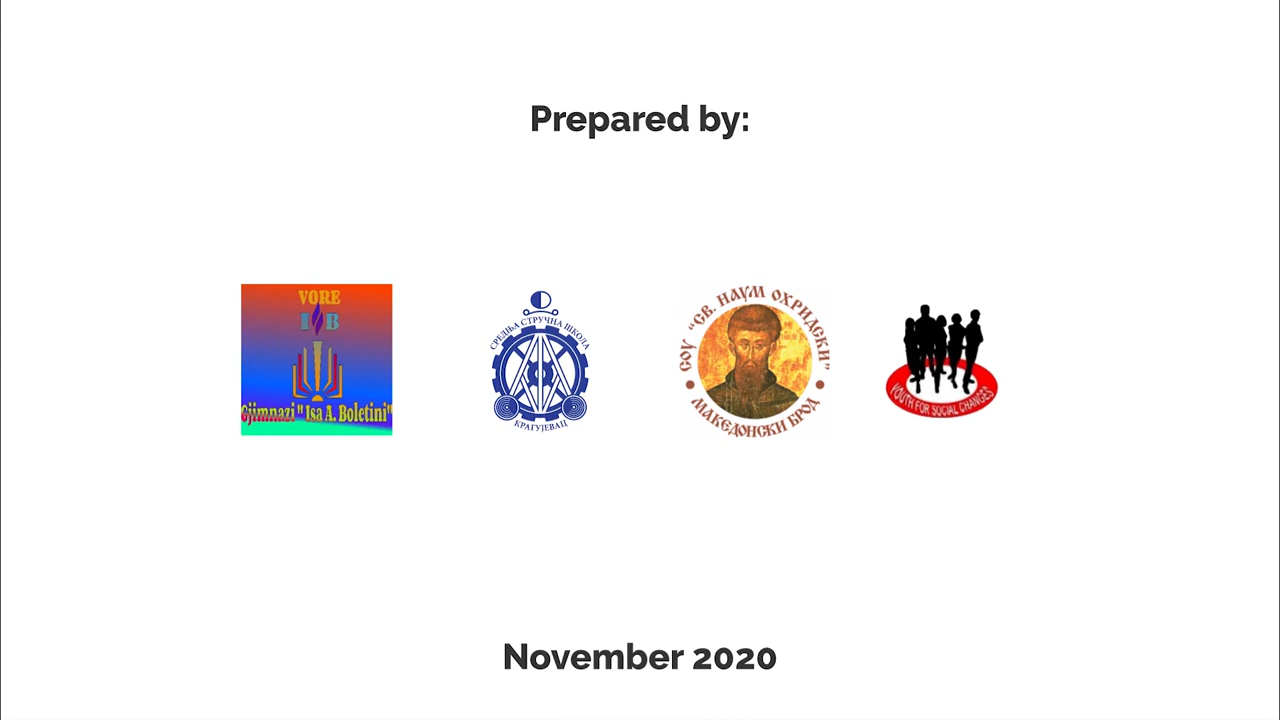 Prepared by:
VORE
I B
Gjimnazi " Isa A. Boletini"
СРЕДЊА СТРУЧНА ШКОЛА
КРАГУЈЕВАЦ
СОУ "СВ. НАУМ ОХРИДСКИ"
МАКЕДОНСКИ БРОД
YOUTH FOR SOCIAL CHANGES
November 2020